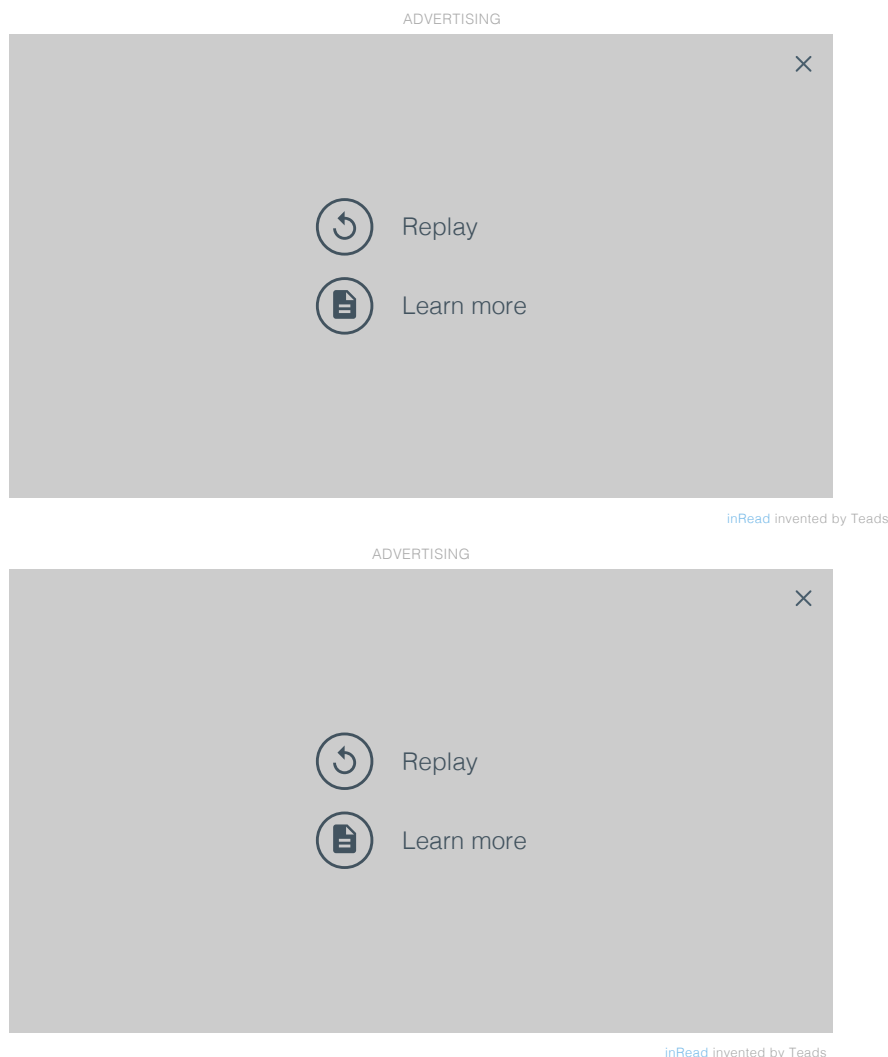 ADVERTISING
Replay
Learn more
inRead invented by Teads
ADVERTISING
Replay
Learn more
inRead invented by Teads